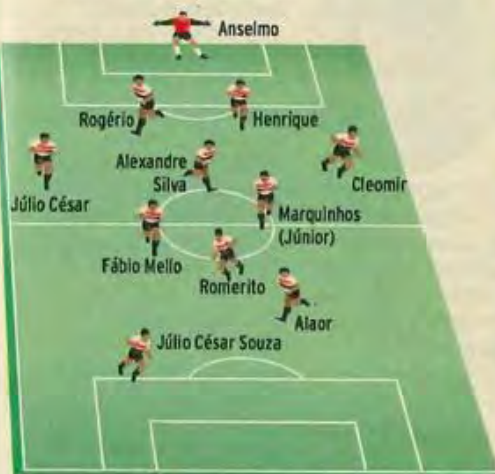 Anselmo
Rogério
Henrique
Alexandre
Silva
Cleomir
Júlio César
Marquinhos
(Júnior)
Fábio Mello
Romerito
Alaor
Júlio César Souza